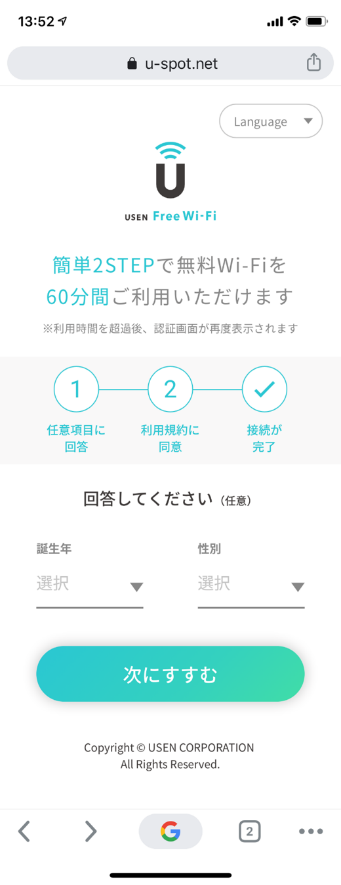 13:52
u-spot.net
Language
U
USEN Free Wi-Fi
簡単2STEPで無料Wi-Fiを
60分間ご利用いただけます
※利用時間を超過後、認証画面が再度表示されます
1
2
任意項目に
回答
利用規約に
同意
接続が
完了
回答してください（任意）
誕生年
性別
選択
選択
次にすすむ
Copyright © USEN CORPORATION
All Rights Reserved.
G
2